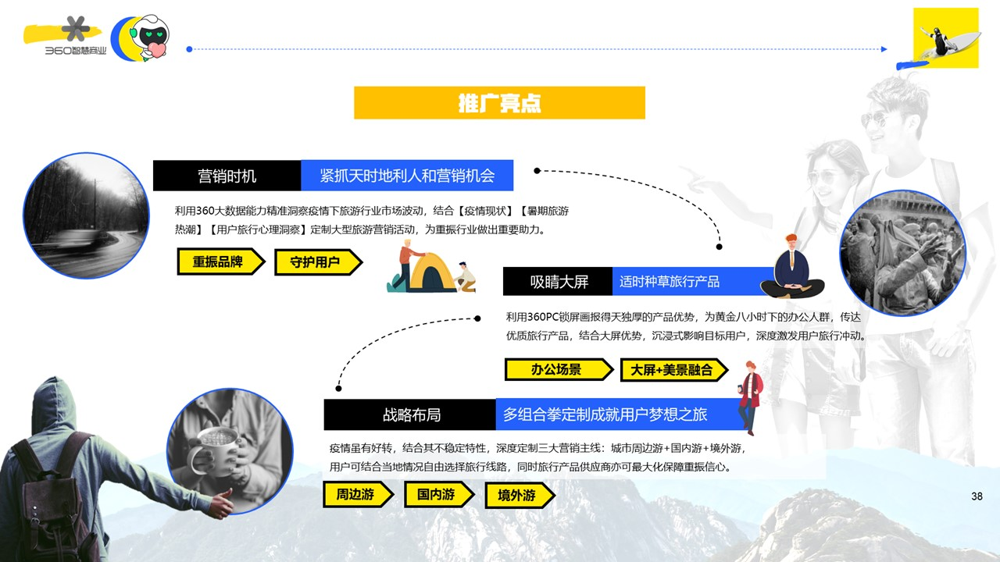 360智慧商业
推广亮点
营销时机
紧抓天时地利人和营销机会
利用360大数据能力精准洞察疫情下旅游行业市场波动，结合【疫情现状】【暑期旅游
热潮】【用户旅行心理洞察】定制大型旅游营销活动，为重振行业做出重要助力。
重振品牌
守护用户
吸睛大屏
适时种草旅行产品
利用360PC锁屏画报得天独厚的产品优势，为黄金八小时下的办公人群，传达
优质旅行产品，结合大屏优势，沉浸式影响目标用户，深度激发用户旅行冲动。
办公场景
大屏+美景融合
战略布局
多组合拳定制成就用户梦想之旅
疫情虽有好转，结合其不稳定特性，深度定制三大营销主线：城市周边游+国内游+境外游，
用户可结合当地情况自由选择旅行线路，同时旅行产品供应商亦可最大化保障重振信心。
周边游
国内游
境外游
38